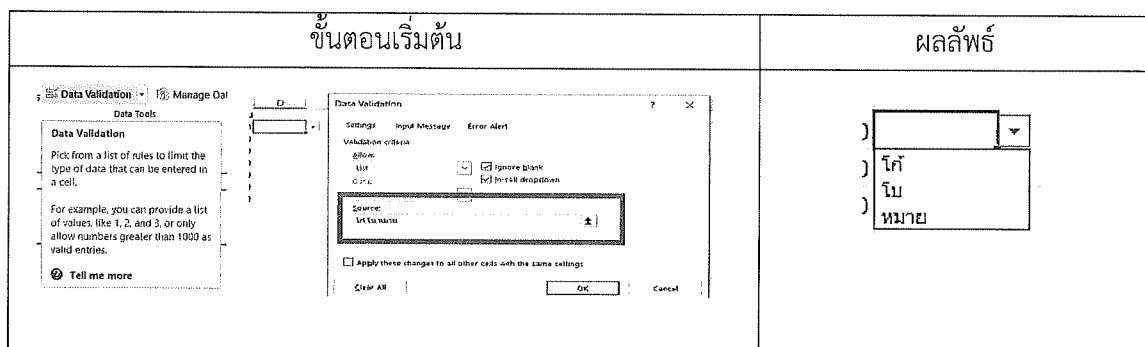 ขั้นตอนเริ่มต้น
ผลลัพธ์
Data Validation
Manage Dat
Data Tools
Data Validation
Pick from a list of rules to limit the
type of data that can be entered in
a cell.
For example, you can provide a list
of values, like 1, 2, and 3, or only
allow numbers greater than 1000 as
valid entries.
Tell me more
D
Data Validation
? ×
Settings Input Message Error Alert
Validation criteria
Allow:
List
Ignore blank
Data:
In-cell dropdown
Source:
Apply these changes to all other cells with the same settings
Clear All
OK
Cancel
โก้
โบ
หมาย